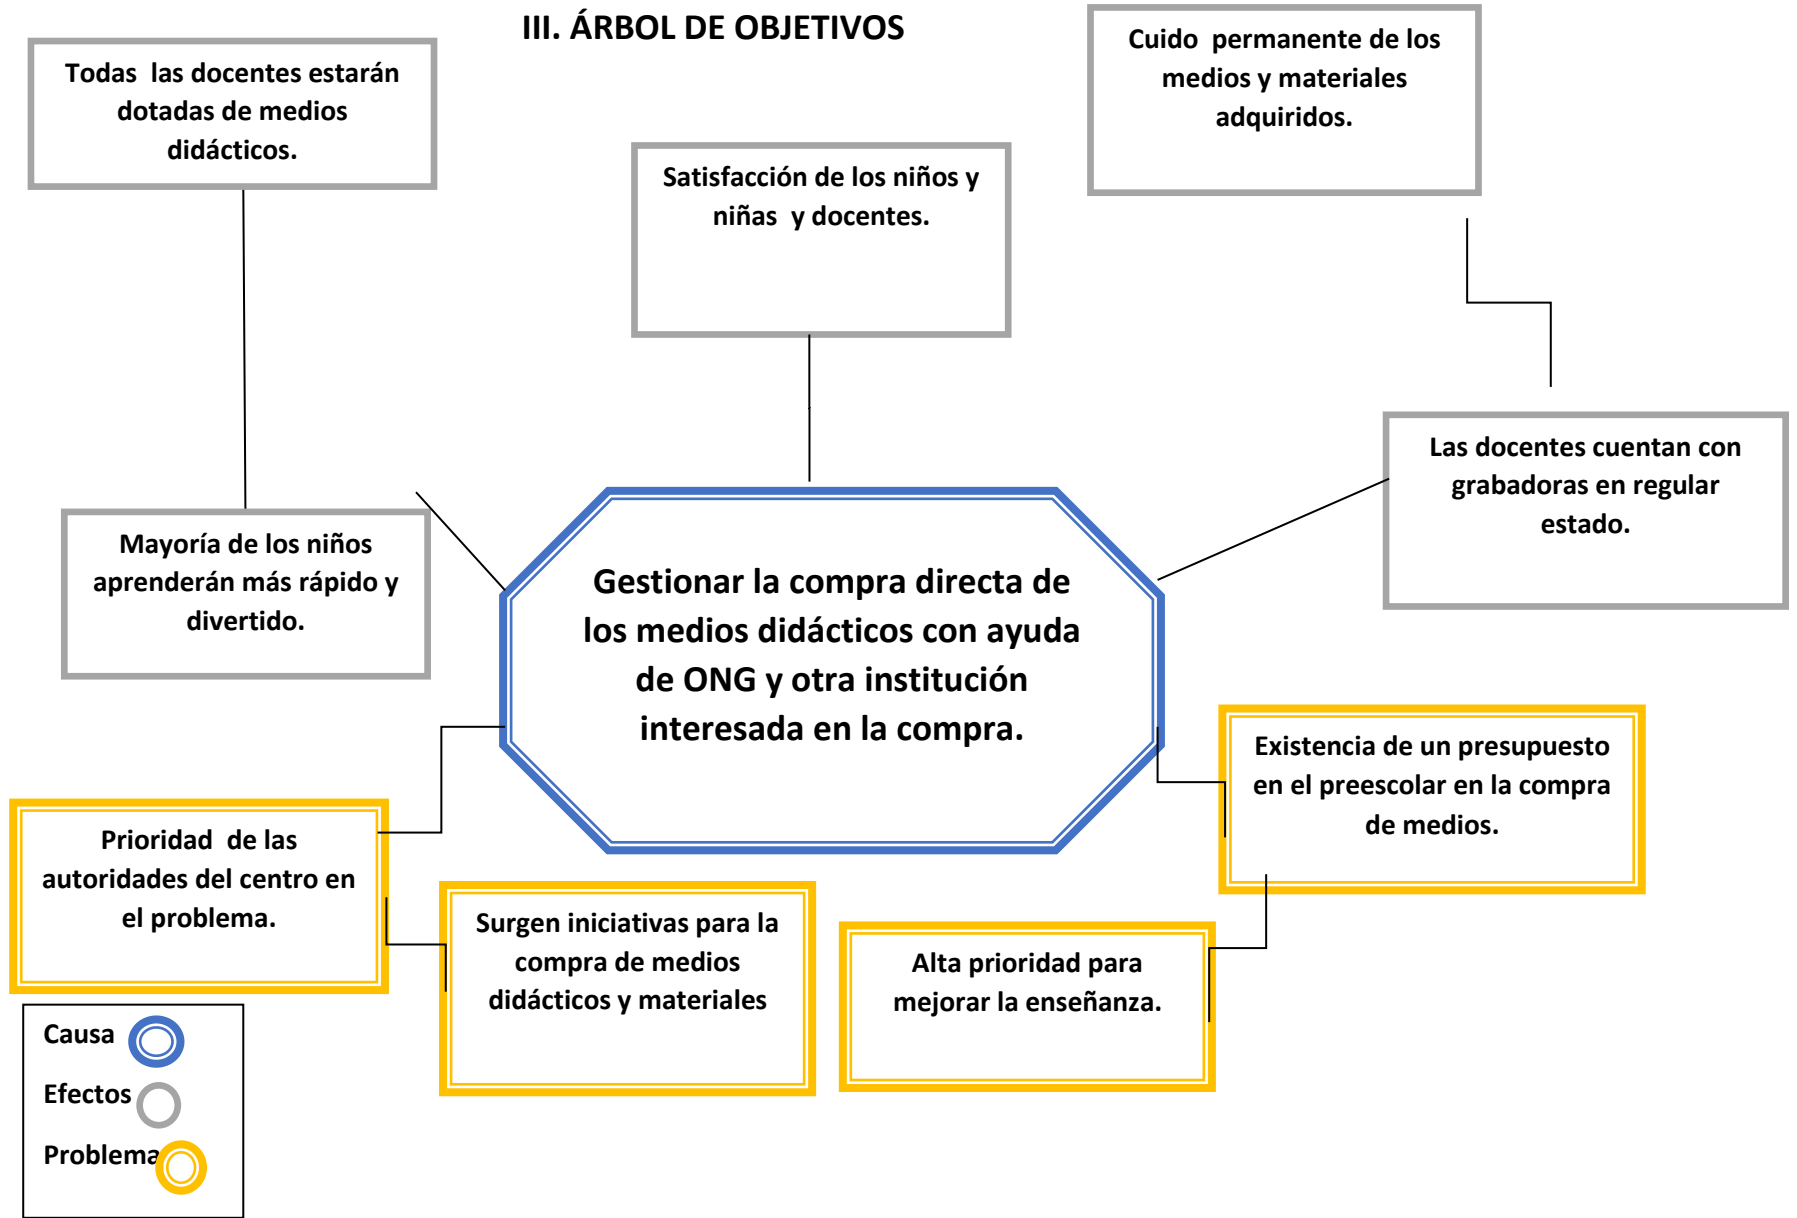 III. ÁRBOL DE OBJETIVOS
Todas las docentes estarán
dotadas de medios
didácticos.
Satisfacción de los niños y
niñas y docentes.
Cuido permanente de los
medios y materiales
adquiridos.
Mayoría de los niños
aprenderán más rápido y
divertido.
Gestionar la compra directa de
los medios didácticos con ayuda
de ONG y otra institución
interesada en la compra.
Las docentes cuentan con
grabadoras en regular
estado.
Prioridad de las
autoridades del centro en
el problema.
Surgen iniciativas para la
compra de medios
didácticos y materiales
Alta prioridad para
mejorar la enseñanza.
Existencia de un presupuesto
en el preescolar en la compra
de medios.
Causa
Efectos
Problema